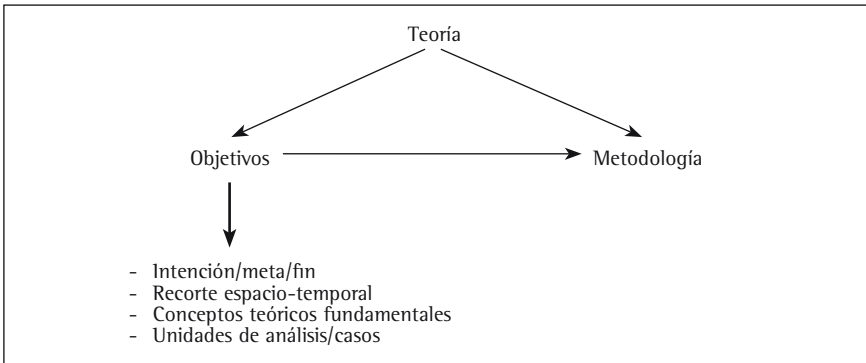 Teoría
Objetivos
Metodología
- Intención/meta/fin
- Recorte espacio-temporal
- Conceptos teóricos fundamentales
- Unidades de análisis/casos